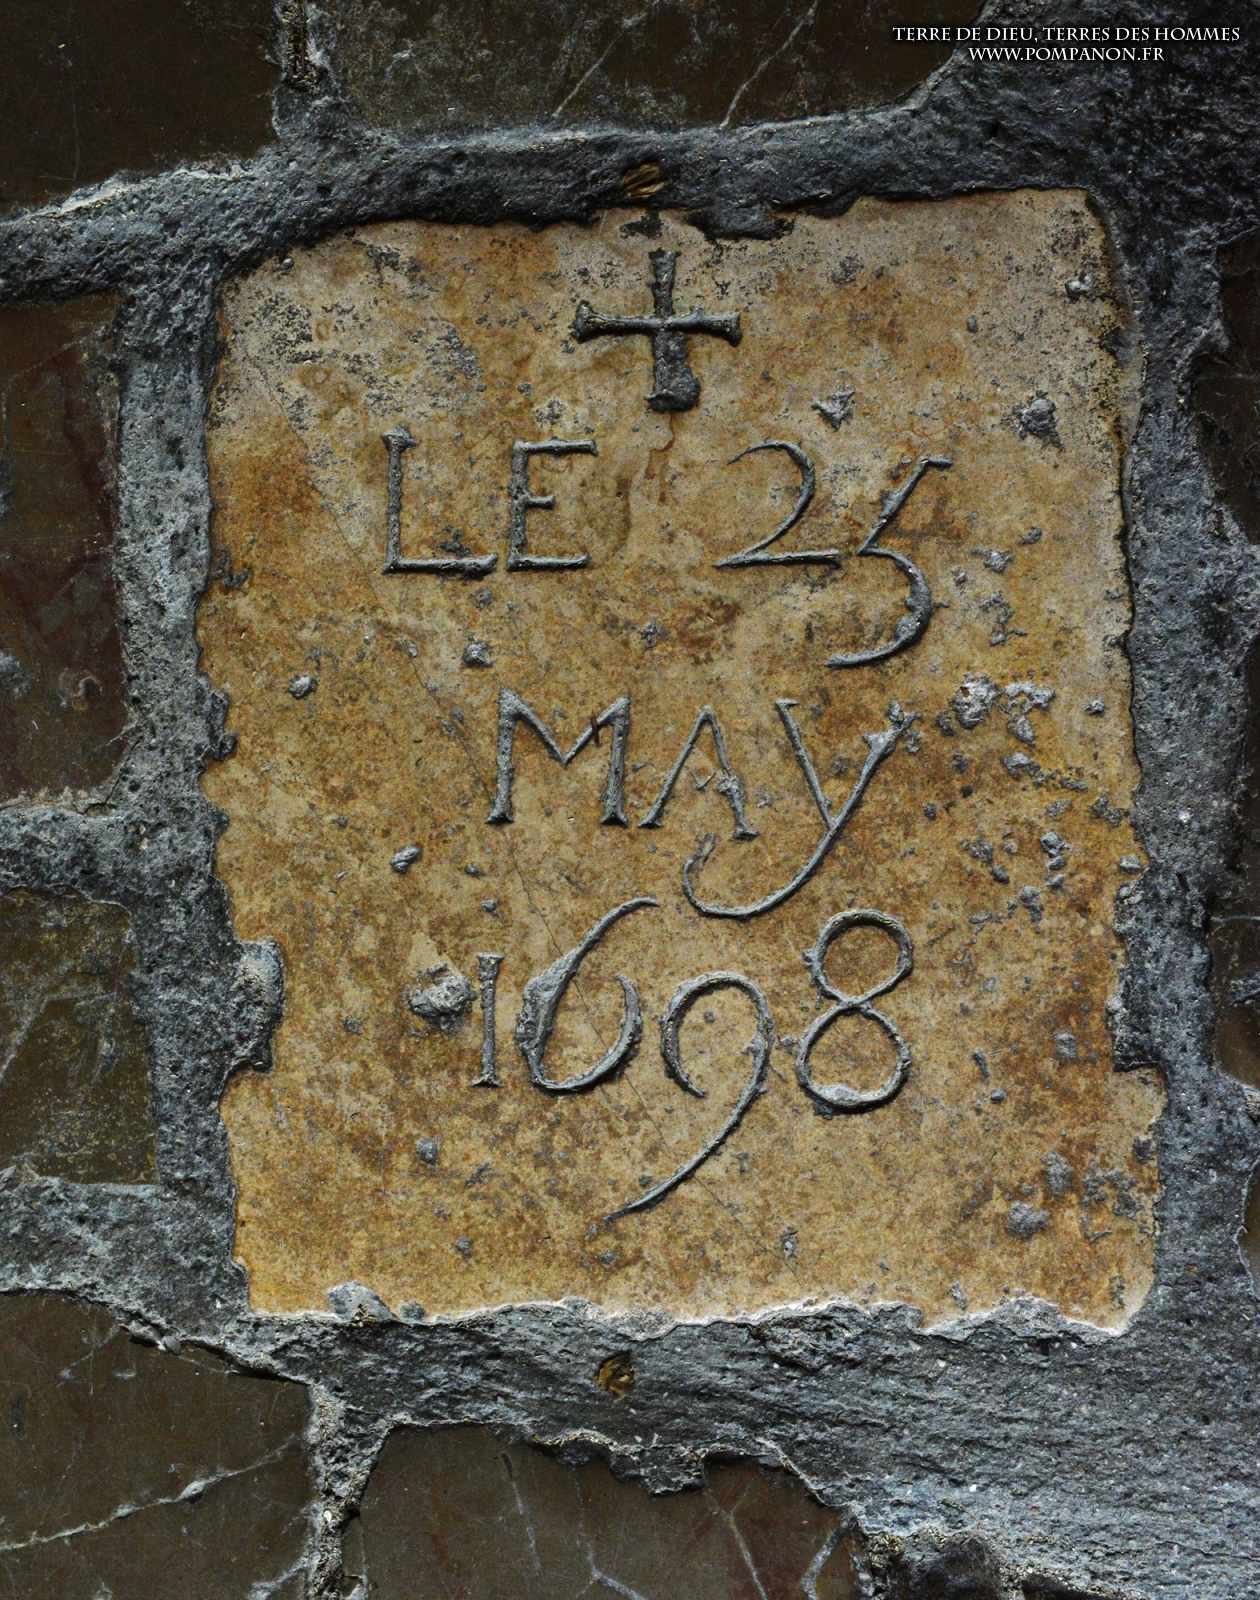 TERRE DE DIEU, TERRES DES HOMMES
WWW.POMPANON.FR
LE 25
MAY
1698